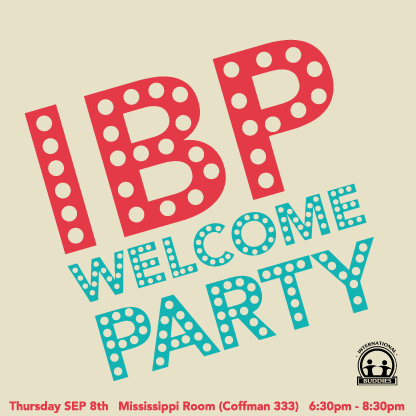 IBP
WELCOME
PARTY
INTERNATIONAL
BUDDIES
Thursday SEP 8th Mississippi Room (Coffman 333) 6:30pm - 8:30pm